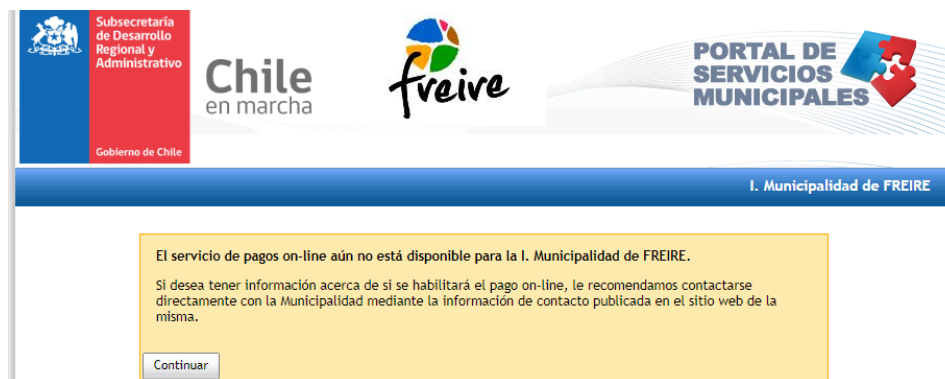 Subsecretaría
de Desarrollo
Regional y
Administrativo
Gobierno de Chile
Chile
en marcha
freire
PORTAL DE
SERVICIOS
MUNICIPALES
I. Municipalidad de FREIRE
El servicio de pagos on-line aún no está disponible para la I. Municipalidad de FREIRE.
Si desea tener información acerca de si se habilitará el pago on-line, le recomendamos contactarse
directamente con la Municipalidad mediante la información de contacto publicada en el sitio web de la
misma.
Continuar